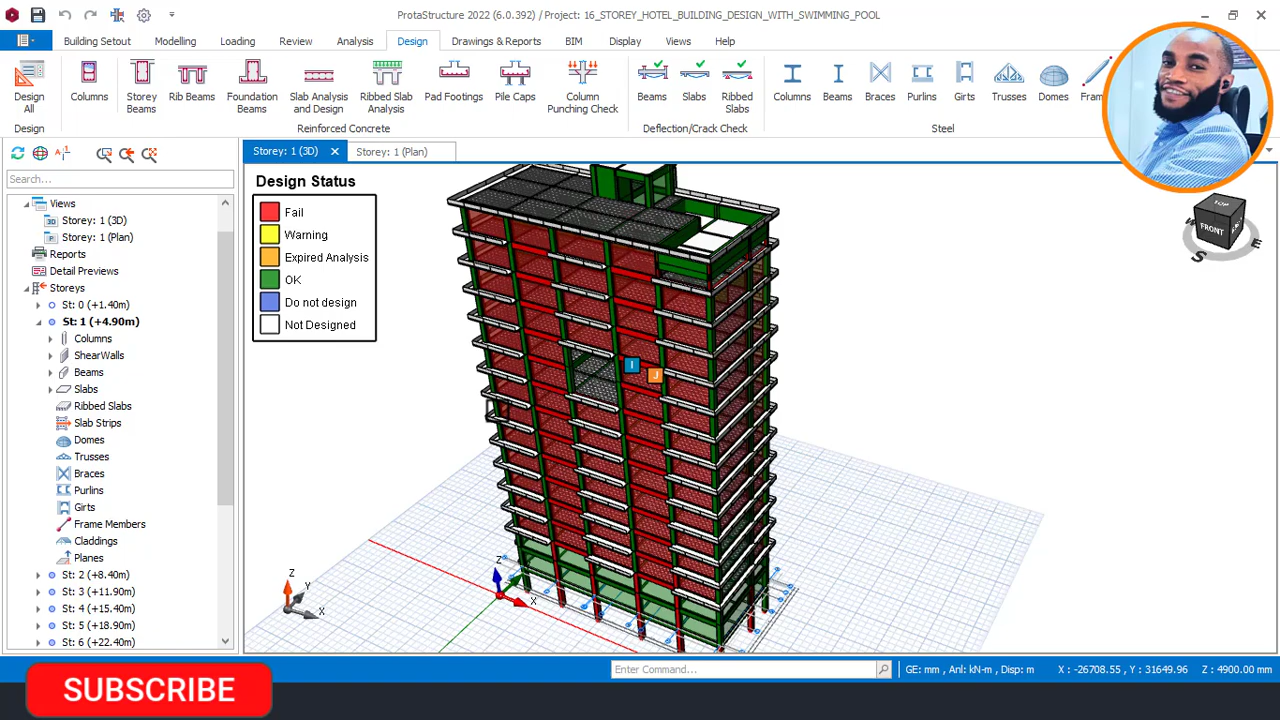 ProtaStructure 2022 (6.0.392) / Project: 16_STOREY_HOTEL_BUILDING_DESIGN_WITH_SWIMMING_POOL
Building Setout Modelling Loading Review Analysis Design Drawings & Reports BIM Display Views Help
Design All
Columns
Storey Beams
Rib Beams
Foundation Beams
Slab Analysis and Design
Ribbed Slab Analysis
Pad Footings
Pile Caps
Column Punching Check
Beams
Slabs
Ribbed Slabs
Columns
Beams
Braces
Purlins
Girts
Trusses
Domes
Design
Reinforced Concrete
Deflection/Crack Check
Steel
Storey: 1 (3D)
Storey: 1 (Plan)
Search...
Views
Storey: 1 (3D)
Storey: 1 (Plan)
Reports
Detail Previews
Storeys
St: 0 (+1.40m)
St: 1 (+4.90m)
Columns
ShearWalls
Beams
Slabs
Ribbed Slabs
Slab Strips
Domes
Trusses
Braces
Purlins
Girts
Frame Members
Claddings
Planes
St: 2 (+8.40m)
St: 3 (+11.90m)
St: 4 (+15.40m)
St: 5 (+18.90m)
St: 6 (+22.40m)
Design Status
Fail
Warning
Expired Analysis
OK
Do not design
Not Designed
TOP
FRONT
W
S
E
I
J
Z
Y
X
Z
X
Enter Command...
GE: mm , Anl: kN-m , Disp: m
X : -26708.55 , Y : 31649.96
Z : 4900.00 mm
SUBSCRIBE